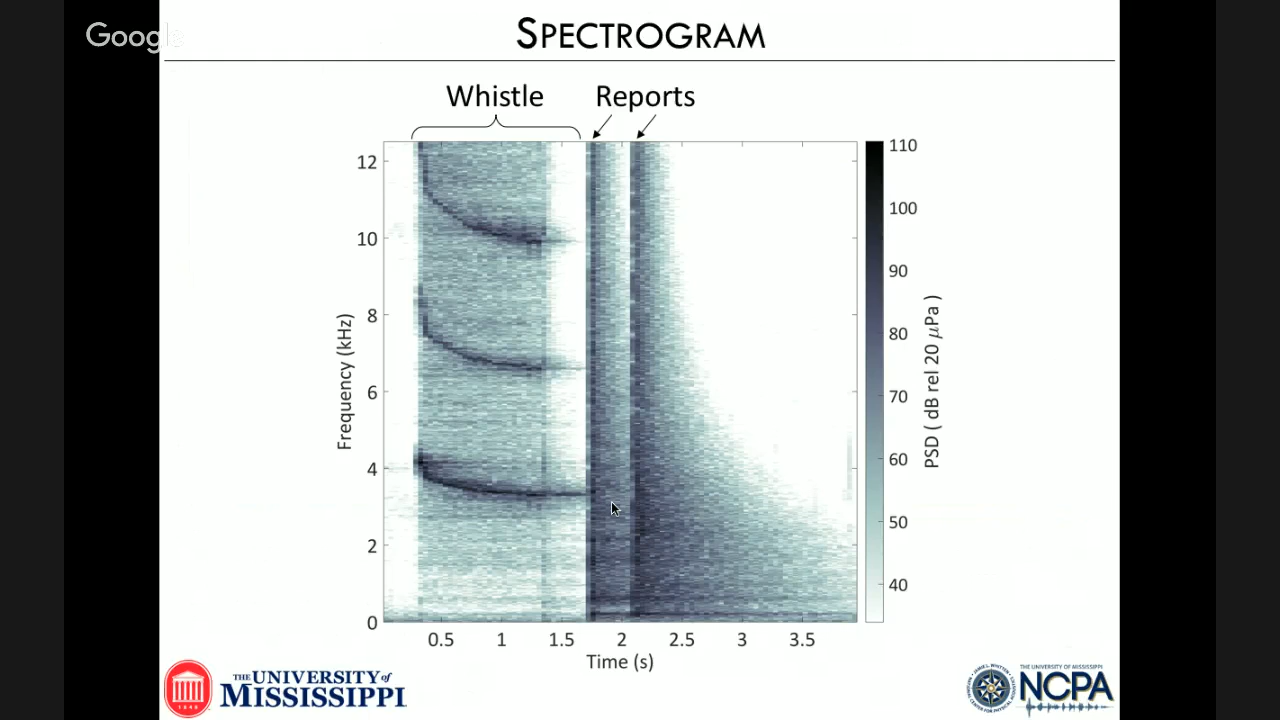 Google
SPECTROGRAM
Whistle
Reports
12
10
8
6
4
2
0
Frequency (kHz)
0.5 1 1.5 2 2.5 3 3.5
Time (s)
110
100
90
80
70
60
50
40
PSD ( dB rel 20 µPa )
THE UNIVERSITY of
MISSISSIPPI
1848
THE UNIVERSITY OF MISSISSIPPI
NCPA